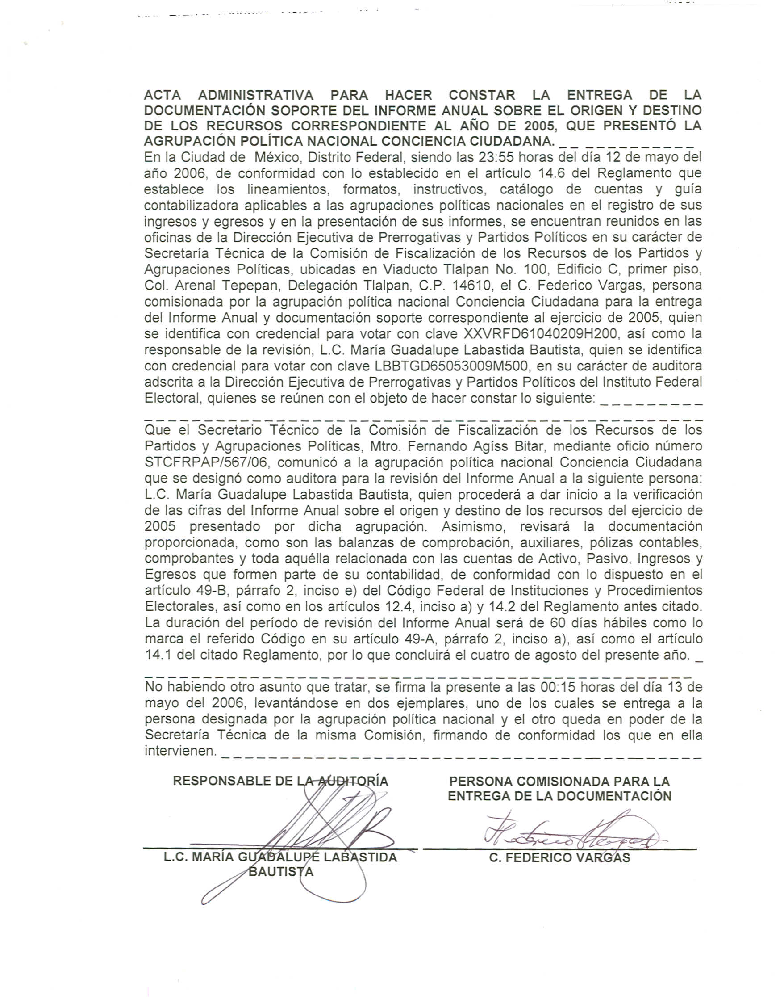 ACTA ADMINISTRATIVA PARA HACER CONSTAR LA ENTREGA DE LA
DOCUMENTACIÓN SOPORTE DEL INFORME ANUAL SOBRE EL ORIGEN Y DESTINO
DE LOS RECURSOS CORRESPONDIENTE AL AÑO DE 2005, QUE PRESENTÓ LA
AGRUPACIÓN POLÍTICA NACIONAL CONCIENCIA CIUDADANA. _ _ _ _ _ _ _ _ _ _ _ _
En la Ciudad de México, Distrito Federal, siendo las 23:55 horas del día 12 de mayo del
año 2006, de conformidad con lo establecido en el artículo 14.6 del Reglamento que
establece los lineamientos, formatos, instructivos, catálogo de cuentas y guía
contabilizadora aplicables a las agrupaciones políticas nacionales en el registro de sus
ingresos y egresos y en la presentación de sus informes, se encuentran reunidos en las
oficinas de la Dirección Ejecutiva de Prerrogativas y Partidos Políticos en su carácter de
Secretaría Técnica de la Comisión de Fiscalización de los Recursos de los Partidos y
Agrupaciones Políticas, ubicadas en Viaducto Tlalpan No. 100, Edificio C, primer piso,
Col. Arenal Tepepan, Delegación Tlalpan, C.P. 14610, el C. Federico Vargas, persona
comisionada por la agrupación política nacional Conciencia Ciudadana para la entrega
del Informe Anual y documentación soporte correspondiente al ejercicio de 2005, quien
se identifica con credencial para votar con clave XXVRFD61040209H200, así como la
responsable de la revisión, L.C. María Guadalupe Labastida Bautista, quien se identifica
con credencial para votar con clave LBBTGD65053009M500, en su carácter de auditora
adscrita a la Dirección Ejecutiva de Prerrogativas y Partidos Políticos del Instituto Federal
Electoral, quienes se reúnen con el objeto de hacer constar lo siguiente: _ _ _ _ _ _ _ _ _
Que el Secretario Técnico de la Comisión de Fiscalización de los Recursos de los
Partidos y Agrupaciones Políticas, Mtro. Fernando Agíss Bitar, mediante oficio número
STCFRPAP/567/06, comunicó a la agrupación política nacional Conciencia Ciudadana
que se designó como auditora para la revisión del Informe Anual a la siguiente persona:
L.C. María Guadalupe Labastida Bautista, quien procederá a dar inicio a la verificación
de las cifras del Informe Anual sobre el origen y destino de los recursos del ejercicio de
2005 presentado por dicha agrupación. Asimismo, revisará la documentación
proporcionada, como son las balanzas de comprobación, auxiliares, pólizas contables,
comprobantes y toda aquélla relacionada con las cuentas de Activo, Pasivo, Ingresos y
Egresos que formen parte de su contabilidad, de conformidad con lo dispuesto en el
artículo 49-B, párrafo 2, inciso e) del Código Federal de Instituciones y Procedimientos
Electorales, así como en los artículos 12.4, inciso a) y 14.2 del Reglamento antes citado.
La duración del período de revisión del Informe Anual será de 60 días hábiles como lo
marca el referido Código en su artículo 49-A, párrafo 2, inciso a), así como el artículo
14.1 del citado Reglamento, por lo que concluirá el cuatro de agosto del presente año. _
No habiendo otro asunto que tratar, se firma la presente a las 00:15 horas del día 13 de
mayo del 2006, levantándose en dos ejemplares, uno de los cuales se entrega a la
persona designada por la agrupación política nacional y el otro queda en poder de la
Secretaría Técnica de la misma Comisión, firmando de conformidad los que en ella
intervienen. _ _ _ _ _ _ _ _ _ _ _ _ _ _ _ _ _ _ _ _ _ _ _ _ _ _ _ _ _ _ _ _ _ _ _ _ _ _ _ _
RESPONSABLE DE LA AUDITORÍA
PERSONA COMISIONADA PARA LA
ENTREGA DE LA DOCUMENTACIÓN
Federico Vargas
L.C. MARÍA GUADALUPE LABASTIDA
BAUTISTA
C. FEDERICO VARGAS